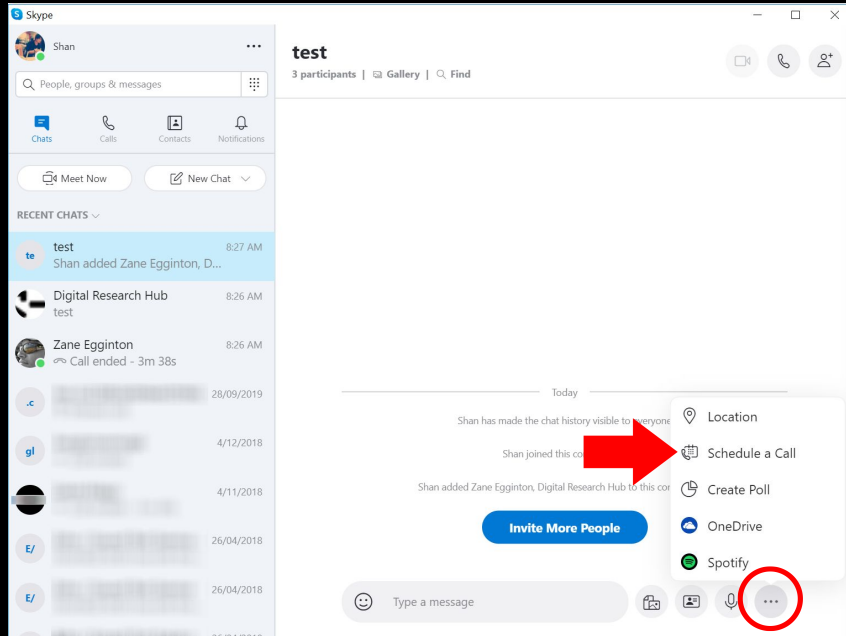 Skype
Shan
People, groups & messages
Chats
Calls
Contacts
Notifications
Meet Now
New Chat
RECENT CHATS
te
test
8:27 AM
Shan added Zane Egginton, D...
Digital Research Hub
8:26 AM
test
Zane Egginton
8:26 AM
Call ended - 3m 38s
.c
28/09/2019
gl
4/12/2018
4/11/2018
E/
26/04/2018
E/
26/04/2018
test
3 participants | Gallery | Find
Today
Shan has made the chat history visible to everyone
Shan joined this co
Shan added Zane Egginton, Digital Research Hub to this con
Invite More People
Location
Schedule a Call
Create Poll
OneDrive
Spotify
Type a message